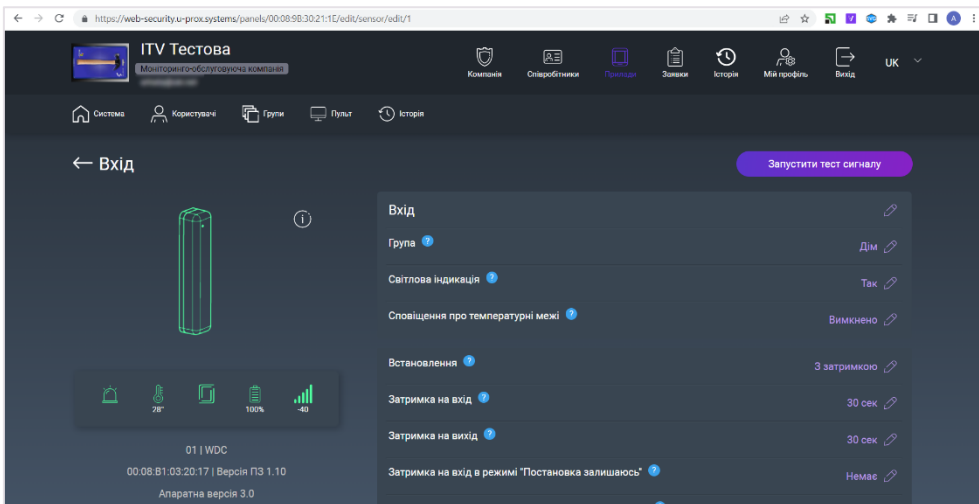 https://web-security.u-prox.systems/panels/00:08:9B:30:21:1E/edit/sensor/edit/1
ITV Тестова
Моніторинго-обслуговуюча компанія
Компанія
Співробітники
Прилади
Заявки
Історія
Мій профіль
Вихід
UK
Система
Користувачі
Групи
Пульт
Історія
← Вхід
Запустити тест сигналу
Вхід
Група ?
Дім
Світлова індикація ?
Так
Сповіщення про температурні межі ?
Вимкнено
Встановлення ?
З затримкою
Затримка на вхід ?
30 сек
Затримка на вихід ?
30 сек
Затримка на вхід в режимі "Постановка залишаюсь" ?
Немає
28°
100%
-40
01 | WDC
00:08:B1:03:20:17 | Версія ПЗ 1.10
Апаратна версія 3.0